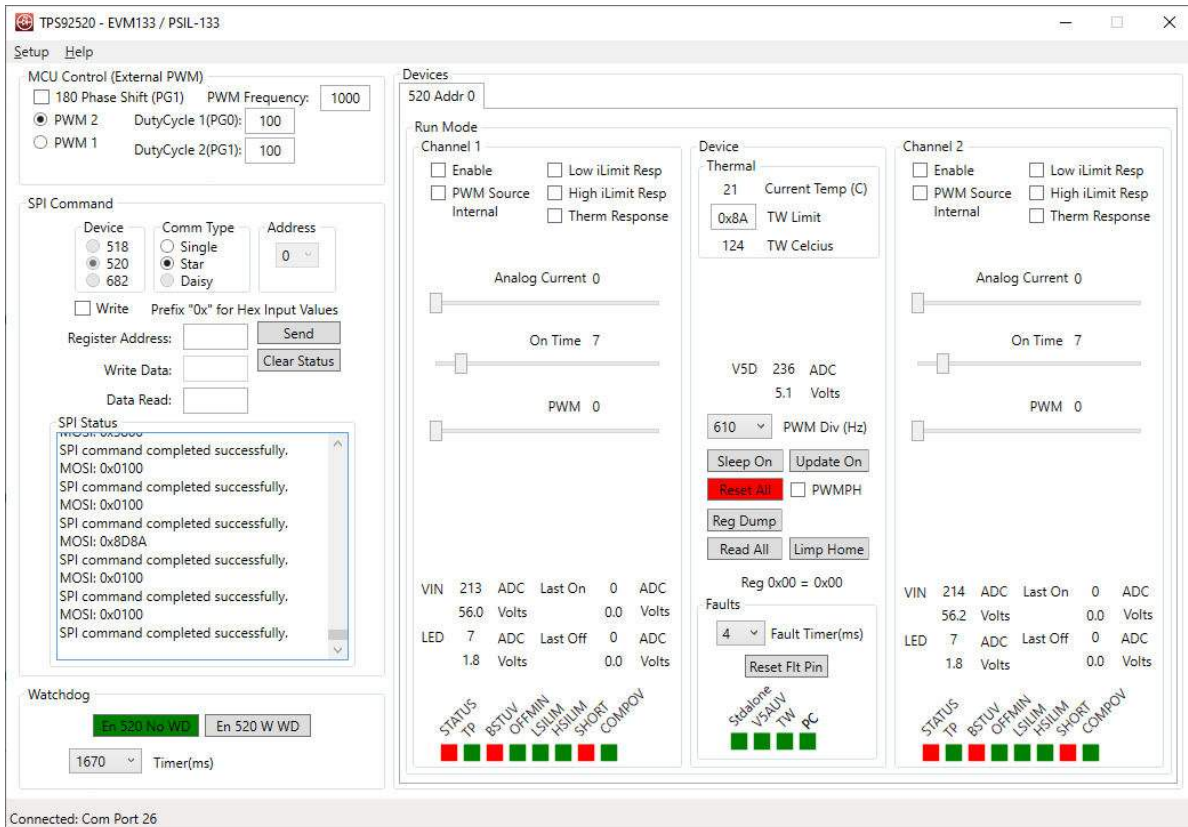 TPS92520 - EVM133 / PSIL-133
Setup Help
MCU Control (External PWM)
180 Phase Shift (PG1) PWM Frequency: 1000
PWM 2 DutyCycle 1(PG0): 100
PWM 1 DutyCycle 2(PG1): 100
SPI Command
Device Comm Type Address
518 Single
520 Star 0
682 Daisy
Write Prefix "0x" for Hex Input Values
Register Address: Send
Write Data: Clear Status
Data Read:
SPI Status
SPI command completed successfully.
MOSI: 0x0100
SPI command completed successfully.
MOSI: 0x0100
SPI command completed successfully.
MOSI: 0x8D8A
SPI command completed successfully.
MOSI: 0x0100
SPI command completed successfully.
MOSI: 0x0100
SPI command completed successfully.
Watchdog
En 520 No WD En 520 W WD
1670 Timer(ms)
Devices
520 Addr 0
Run Mode
Channel 1
Enable Low iLimit Resp
PWM Source Internal High iLimit Resp
Therm Response
Analog Current 0
On Time 7
PWM 0
VIN 213 ADC Last On 0 ADC
56.0 Volts 0.0 Volts
LED 7 ADC Last Off 0 ADC
1.8 Volts 0.0 Volts
STATUS TP BSTUV OFFMIN LSILIM HSILIM SHORT COMPOV
Device
Thermal
21 Current Temp (C)
0x8A TW Limit
124 TW Celcius
V5D 236 ADC
5.1 Volts
610 PWM Div (Hz)
Sleep On Update On
Reset All PWMPH
Reg Dump
Read All Limp Home
Reg 0x00 = 0x00
Faults
4 Fault Timer(ms)
Reset Flt Pin
Stdalone V5AUV TW PC
Channel 2
Enable Low iLimit Resp
PWM Source Internal High iLimit Resp
Therm Response
Analog Current 0
On Time 7
PWM 0
VIN 214 ADC Last On 0 ADC
56.2 Volts 0.0 Volts
LED 7 ADC Last Off 0 ADC
1.8 Volts 0.0 Volts
STATUS TP BSTUV OFFMIN LSILIM HSILIM SHORT COMPOV
Connected: Com Port 26